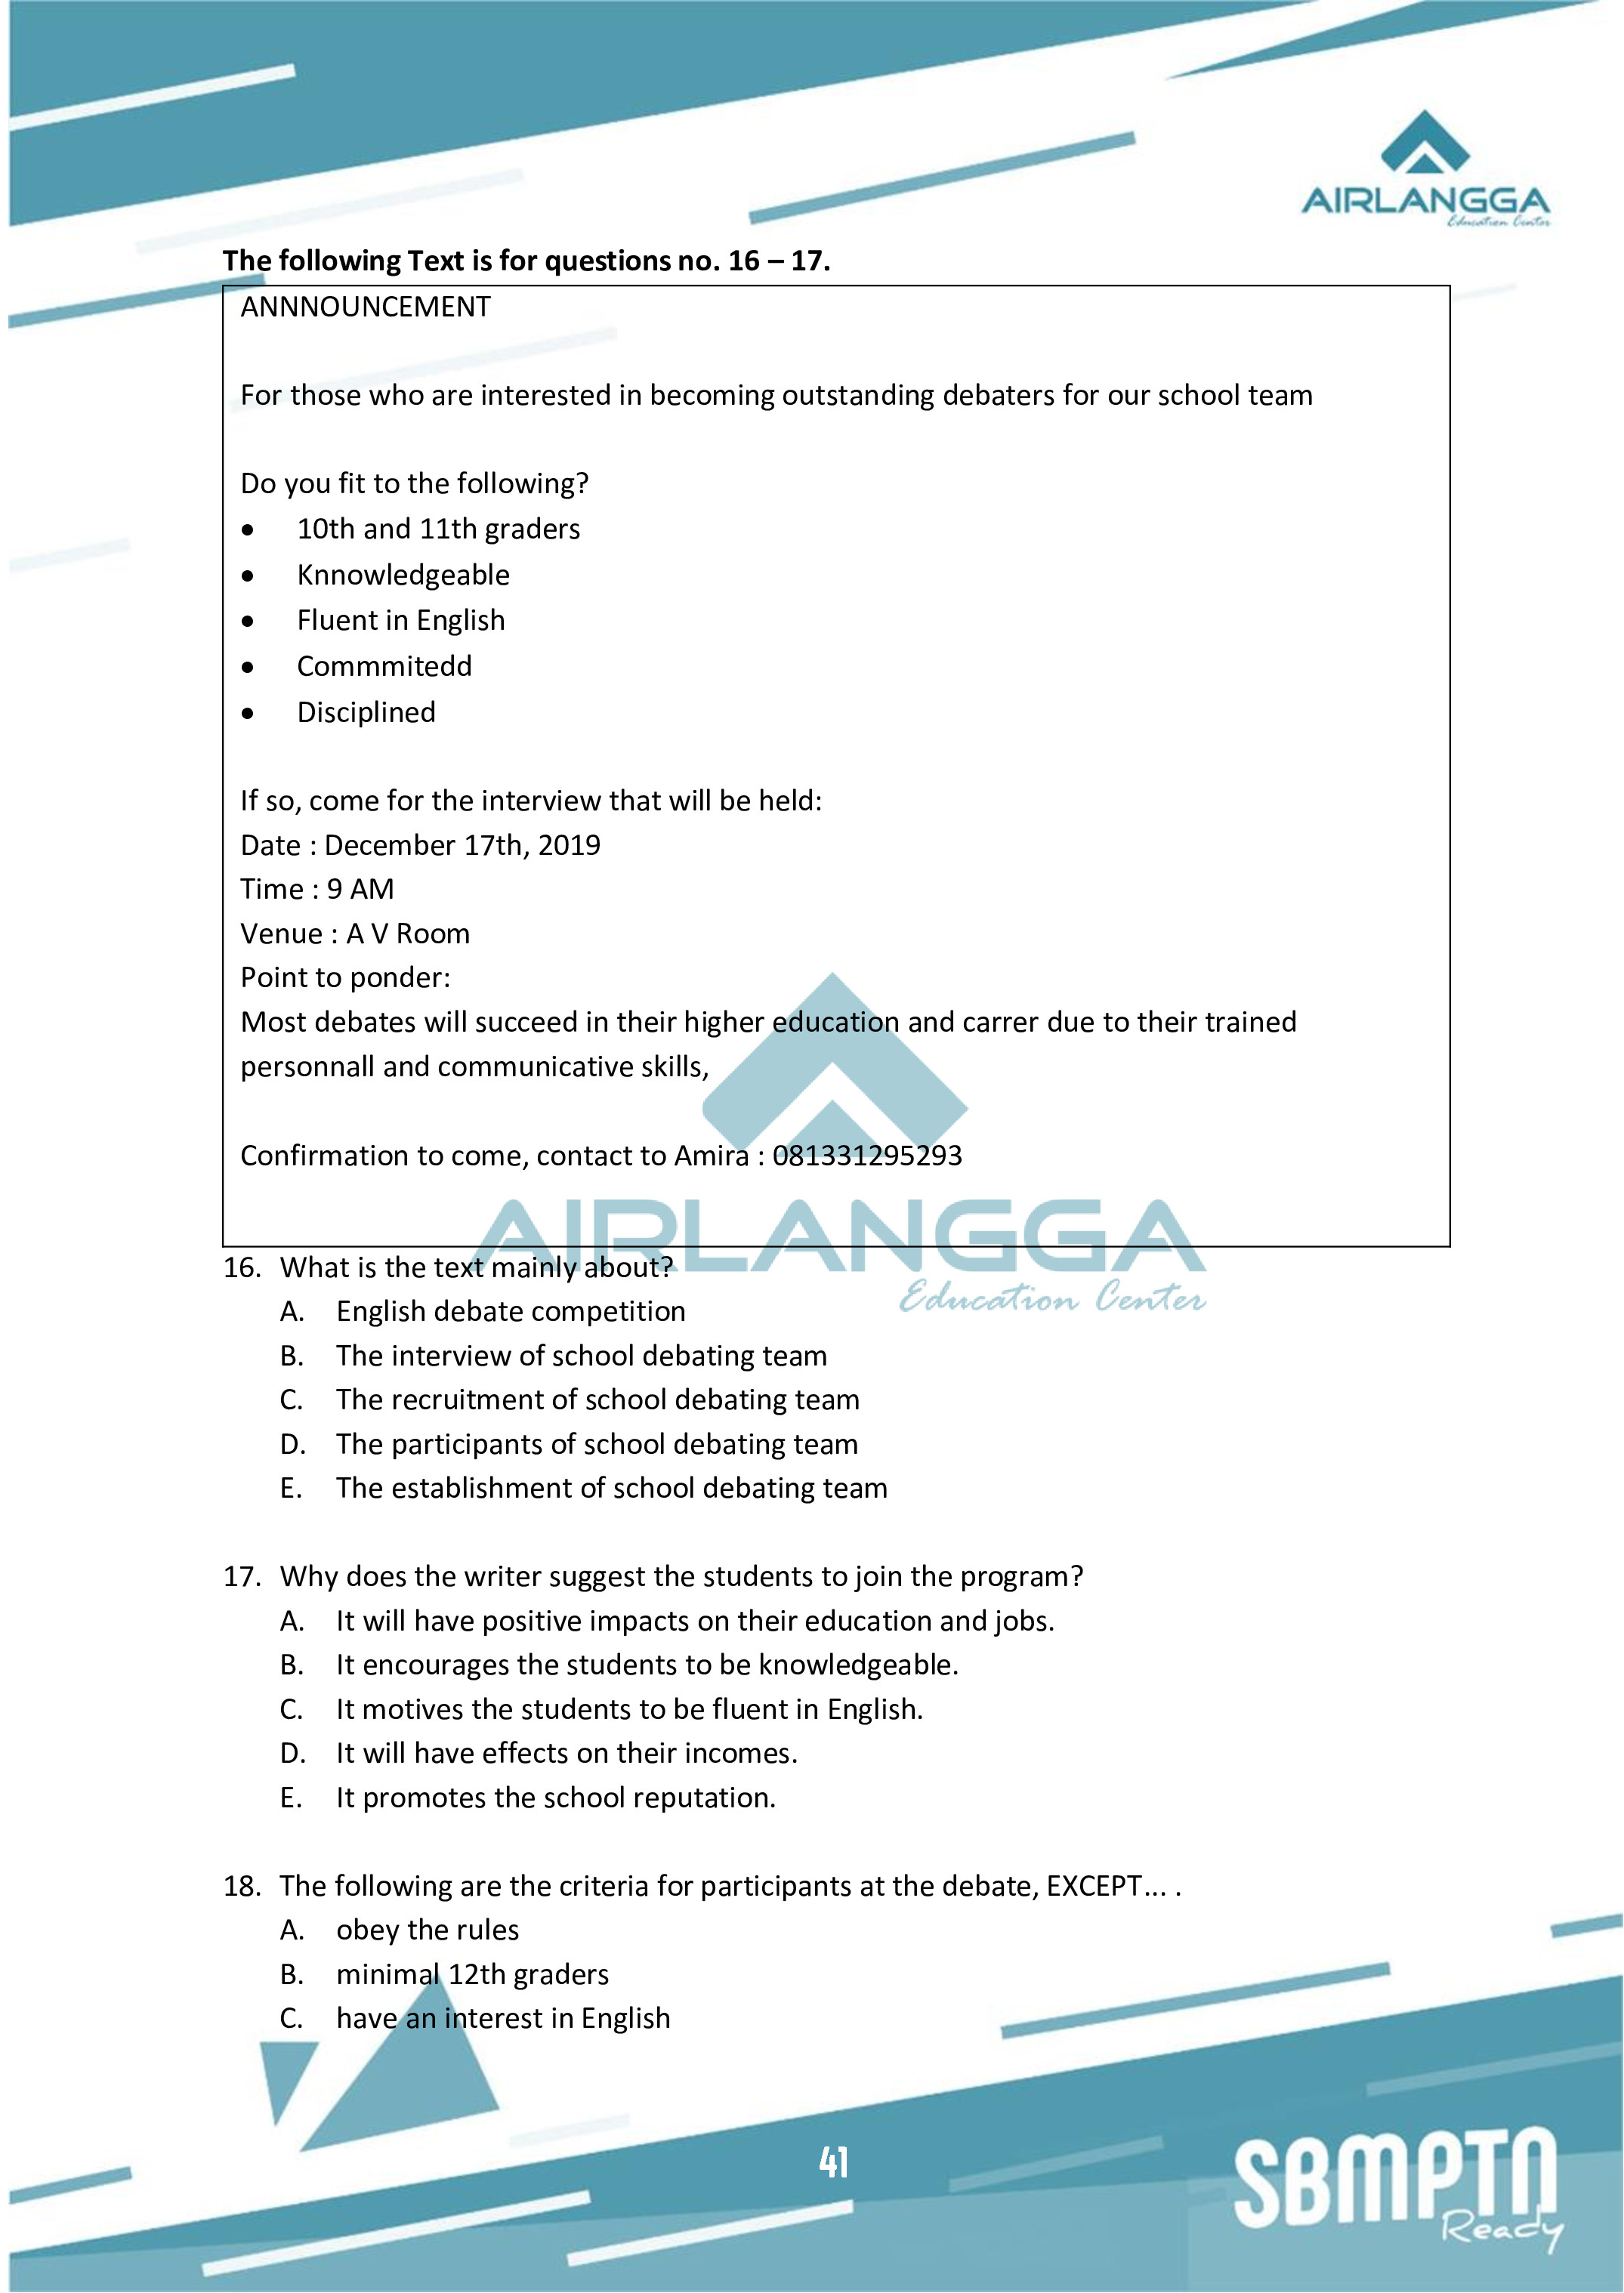 AIRLANGGA
Education Center
The following Text is for questions no. 16 – 17.
ANNNOUNCEMENT
For those who are interested in becoming outstanding debaters for our school team
Do you fit to the following?
• 10th and 11th graders
• Knnowledgeable
• Fluent in English
• Commmitedd
• Disciplined
If so, come for the interview that will be held:
Date : December 17th, 2019
Time : 9 AM
Venue : A V Room
Point to ponder:
Most debates will succeed in their higher education and carrer due to their trained
personnall and communicative skills,
Confirmation to come, contact to Amira : 081331295293
AIRLANGGA
Education Center
16. What is the text mainly about?
A. English debate competition
B. The interview of school debating team
C. The recruitment of school debating team
D. The participants of school debating team
E. The establishment of school debating team
17. Why does the writer suggest the students to join the program?
A. It will have positive impacts on their education and jobs.
B. It encourages the students to be knowledgeable.
C. It motives the students to be fluent in English.
D. It will have effects on their incomes.
E. It promotes the school reputation.
18. The following are the criteria for participants at the debate, EXCEPT... .
A. obey the rules
B. minimal 12th graders
C. have an interest in English
41
SBMPTN
Ready